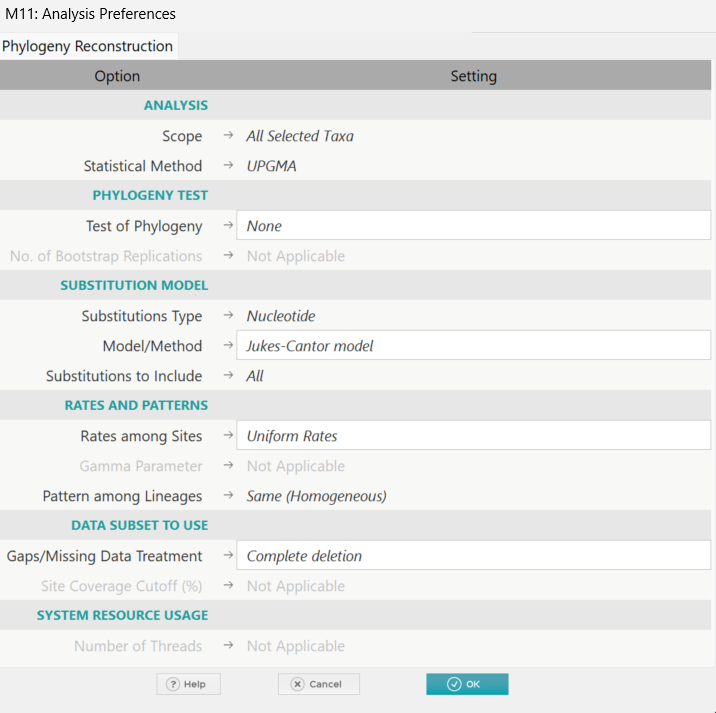 M11: Analysis Preferences
Phylogeny Reconstruction
Option Setting
ANALYSIS
Scope → All Selected Taxa
Statistical Method → UPGMA
PHYLOGENY TEST
Test of Phylogeny → None
No. of Bootstrap Replications → Not Applicable
SUBSTITUTION MODEL
Substitutions Type → Nucleotide
Model/Method → Jukes-Cantor model
Substitutions to Include → All
RATES AND PATTERNS
Rates among Sites → Uniform Rates
Gamma Parameter → Not Applicable
Pattern among Lineages → Same (Homogeneous)
DATA SUBSET TO USE
Gaps/Missing Data Treatment → Complete deletion
Site Coverage Cutoff (%) → Not Applicable
SYSTEM RESOURCE USAGE
Number of Threads → Not Applicable
? Help Cancel OK